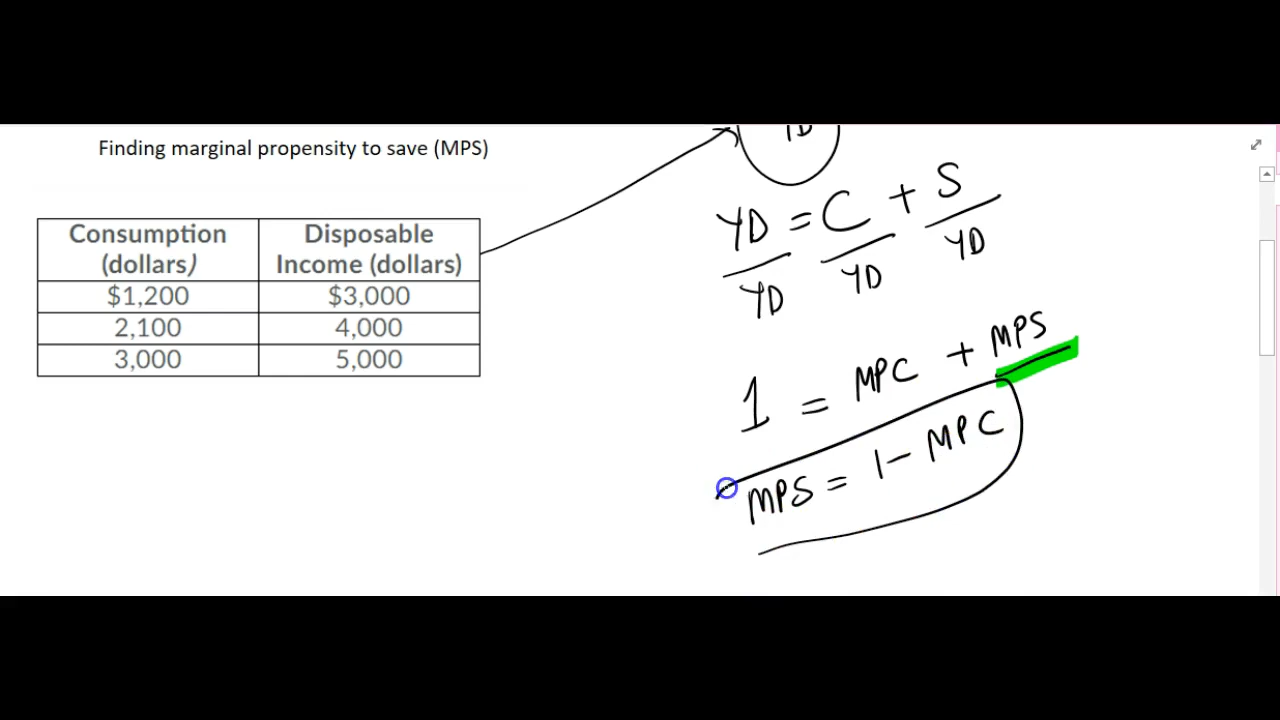 YD
Finding marginal propensity to save (MPS)
Consumption (dollars) Disposable Income (dollars)
$1,200 $3,000
2,100 4,000
3,000 5,000
YD = C + S
YD YD YD
1 = MPC + MPS
MPS = 1 - MPC